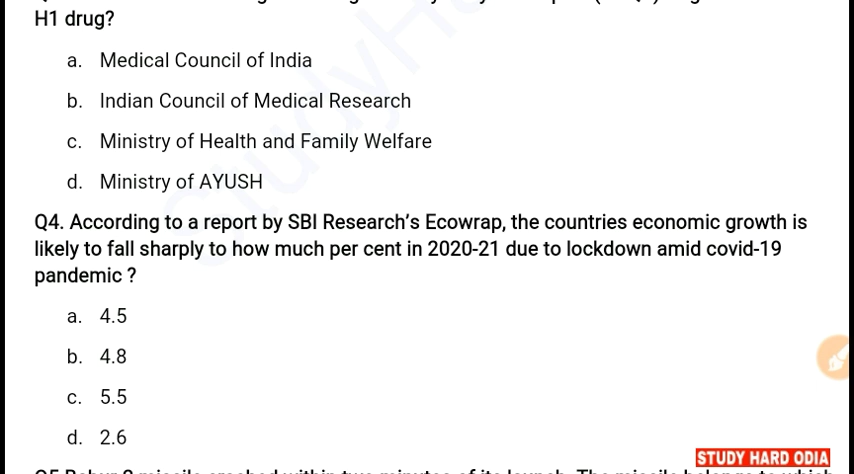 H1 drug?
a. Medical Council of India
b. Indian Council of Medical Research
c. Ministry of Health and Family Welfare
d. Ministry of AYUSH
Q4. According to a report by SBI Research's Ecowrap, the countries economic growth is
likely to fall sharply to how much per cent in 2020-21 due to lockdown amid covid-19
pandemic ?
a. 4.5
b. 4.8
c. 5.5
d. 2.6
STUDY HARD ODIA